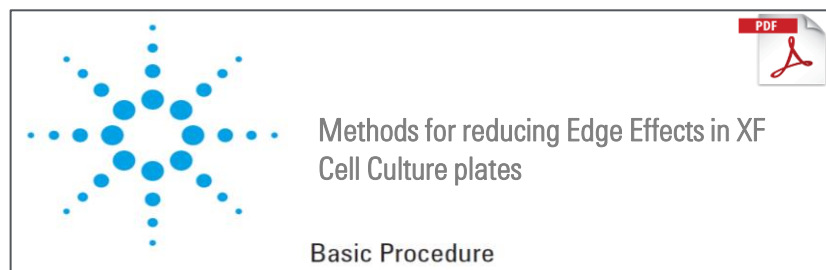 PDF
Methods for reducing Edge Effects in XF
Cell Culture plates
Basic Procedure